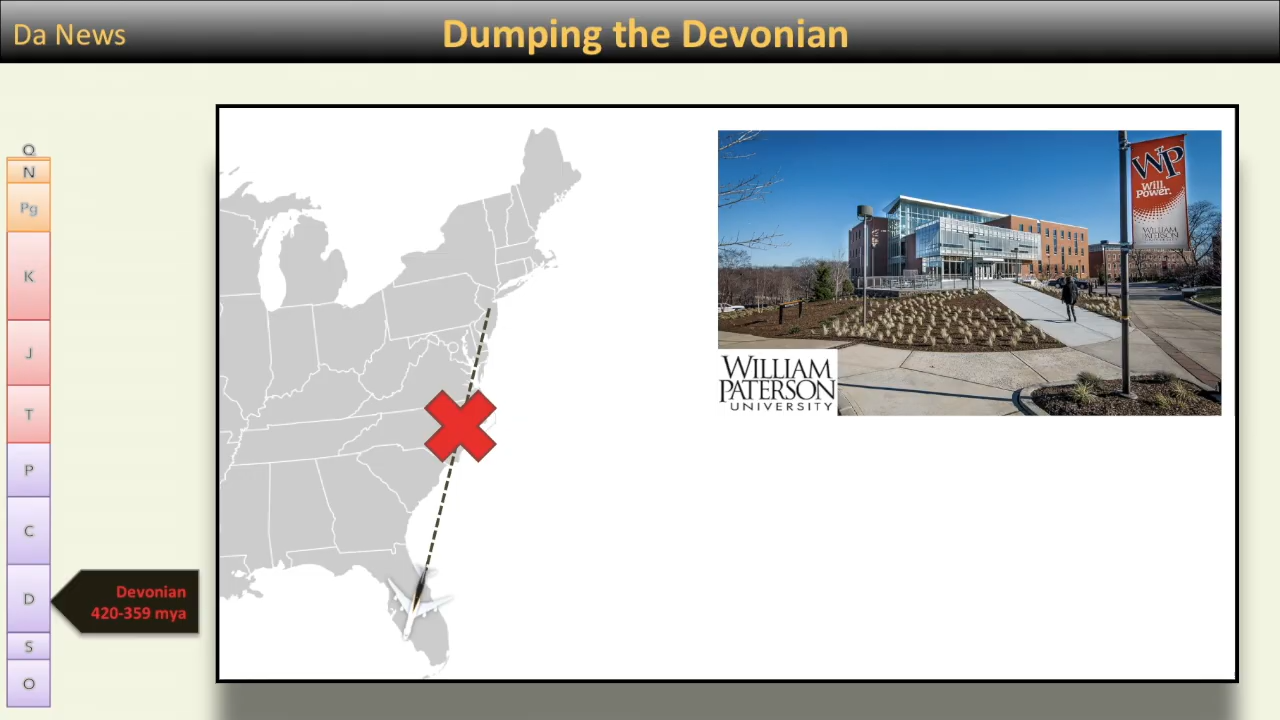 Da News
Dumping the Devonian
Q
N
Pg
K
J
T
P
C
D
S
O
Devonian
420-359 mya
WP
Will.
Power.
WILLIAM
PATERSON
UNIVERSITY
WILLIAM
PATERSON
UNIVERSITY